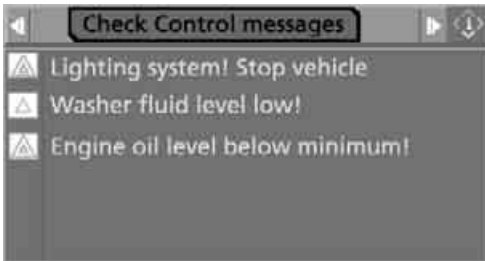 Check Control messages
Lighting system! Stop vehicle
Washer fluid level low!
Engine oil level below minimum!